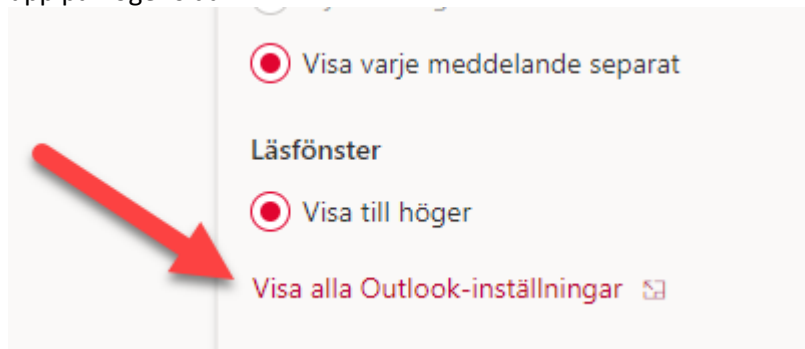 Visa varje meddelande separat
Läsfönster
Visa till höger
Visa alla Outlook-inställningar